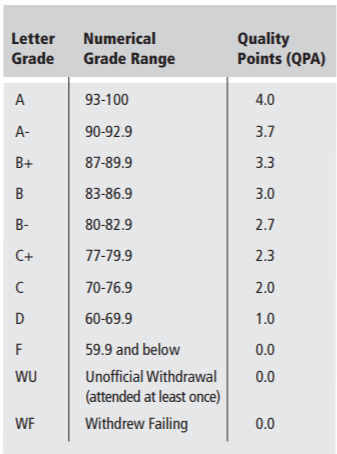 Letter Grade Numerical Grade Range Quality Points (QPA)
A 93-100 4.0
A- 90-92.9 3.7
B+ 87-89.9 3.3
B 83-86.9 3.0
B- 80-82.9 2.7
C+ 77-79.9 2.3
C 70-76.9 2.0
D 60-69.9 1.0
F 59.9 and below 0.0
WU Unofficial Withdrawal 0.0
(attended at least once)
WF Withdrew Failing 0.0